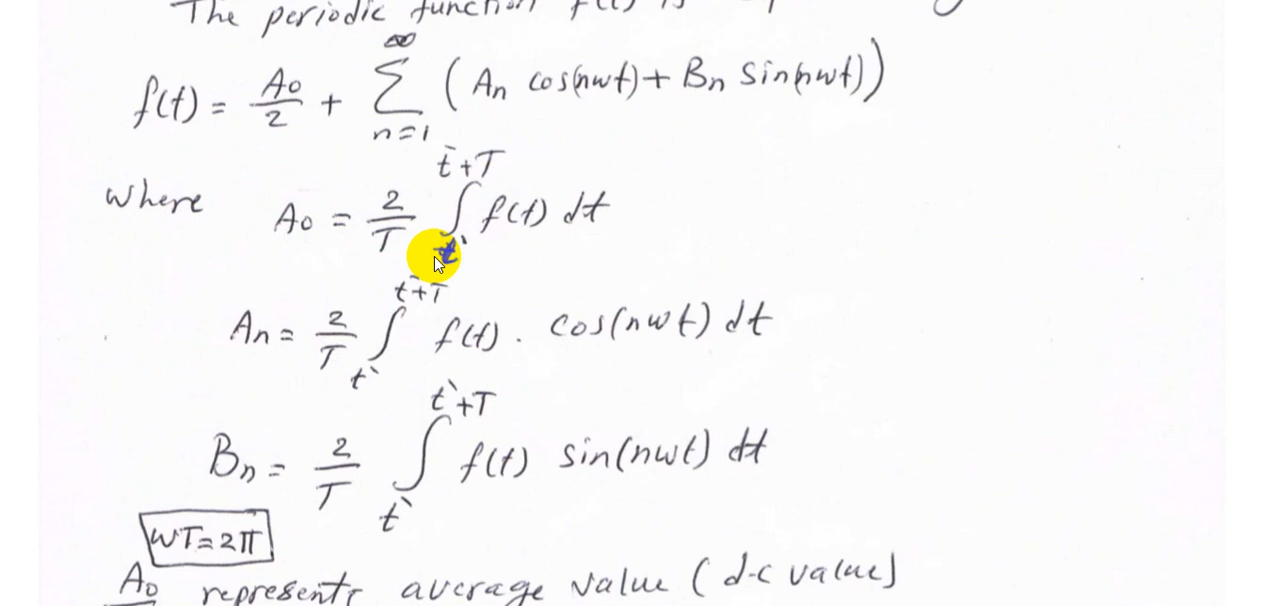 The periodic function f(t) is
f(t) = A0/2 + ∞ Σ n=1 (An cos(nwt) + Bn sin(nwt))
where A0 = 2/T ∫ t` t`+T f(t) dt
An = 2/T ∫ t` t`+T f(t) . cos(nwt) dt
Bn = 2/T ∫ t` t`+T f(t) sin(nwt) dt
WT=2π
A0 represents average value (d-c value)